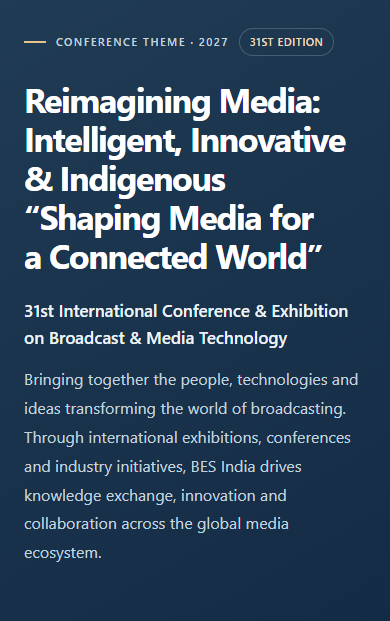 CONFERENCE THEME · 2027 31ST EDITION
Reimagining Media:
Intelligent, Innovative
& Indigenous
“Shaping Media for
a Connected World”
31st International Conference & Exhibition
on Broadcast & Media Technology
Bringing together the people, technologies and
ideas transforming the world of broadcasting.
Through international exhibitions, conferences
and industry initiatives, BES India drives
knowledge exchange, innovation and
collaboration across the global media
ecosystem.